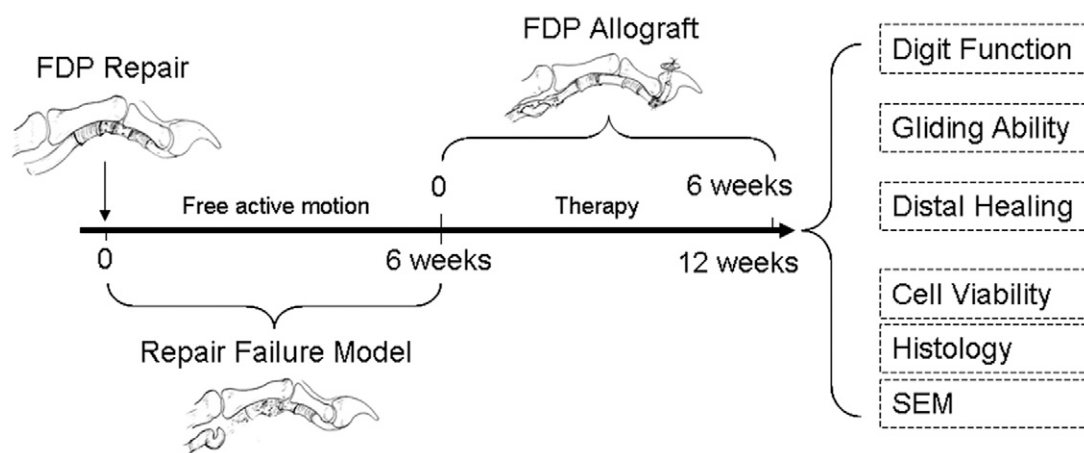 FDP Repair
FDP Allograft
0
6 weeks
Free active motion
Therapy
0
6 weeks
12 weeks
Repair Failure Model
Digit Function
Gliding Ability
Distal Healing
Cell Viability
Histology
SEM